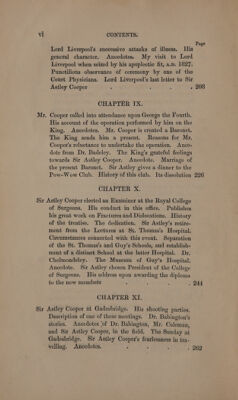 vi CONTENTS.
Page
Lord Liverpool's successive attacks of illness. His
general character. Anecdotes. My visit to Lord
Liverpool when seized by his apoplectic fit, A.D. 1827.
Punctilious observance of ceremony by one of the
Court Physicians. Lord Liverpool's last letter to Sir
Astley Cooper . . . . . 208
CHAPTER IX.
Mr. Cooper called into attendance upon George the Fourth.
His account of the operation performed by him on the
King. Anecdotes. Mr. Cooper is created a Baronet.
The King sends him a present. Reasons for Mr.
Cooper's reluctance to undertake the operation. Anec-
dote from Dr. Badeley. The King's grateful feelings
towards Sir Astley Cooper. Anecdote. Marriage of
the present Baronet. Sir Astley gives a dinner to the
Pow-Wow Club. History of this club. Its dissolution 226
CHAPTER X.
Sir Astley Cooper elected an Examiner at the Royal College
of Surgeons. His conduct in this office. Publishes
his great work on Fractures and Dislocations. History
of the treatise. The dedication. Sir Astley's retire-
ment from the Lectures at St. Thomas's Hospital.
Circumstances connected with this event. Separation
of the St. Thomas's and Guy's Schools, and establish-
ment of a distinct School at the latter Hospital. Dr.
Cholmondeley. The Museum of Guy's Hospital.
Anecdote. Sir Astley chosen President of the College
of Surgeons. His address upon awarding the diploma
to the new members . . . . 244
CHAPTER XI.
Sir Astley Cooper at Gadesbridge. His shooting parties.
Description of one of these meetings. Dr. Babington's
stories. Anecdotes of Dr. Babington, Mr. Coleman,
and Sir Astley Cooper, in the field. The Sunday at
Gadesbridge. Sir Astley Cooper's fearlessness in tra-
velling. Anecdotes. . . . . 262